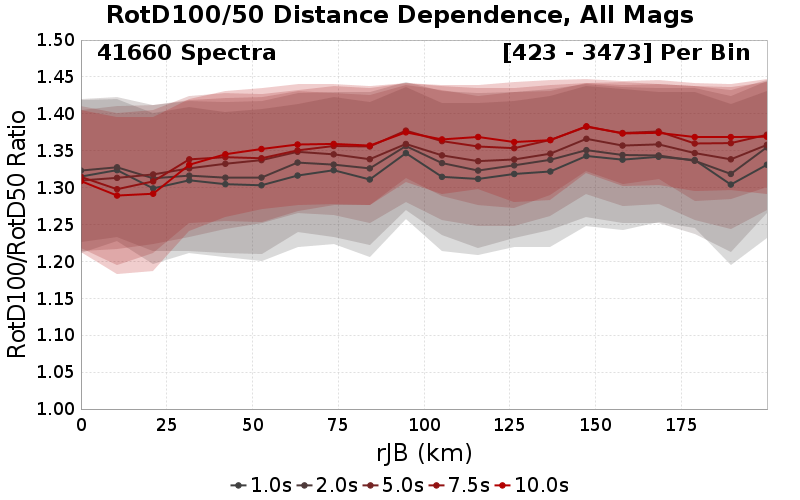 RotD100/50 Distance Dependence, All Mags
41660 Spectra
[423 - 3473] Per Bin
RotD100/RotD50 Ratio
1.50
1.45
1.40
1.35
1.30
1.25
1.20
1.15
1.10
1.05
1.00
0 25 50 75 100 125 150 175
rJB (km)
1.0s 2.0s 5.0s 7.5s 10.0s